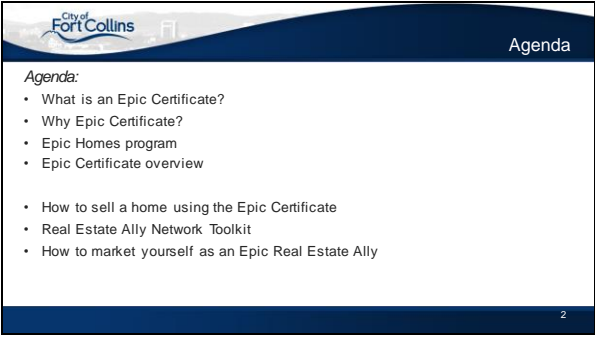 City of
Fort Collins
Agenda
Agenda:
• What is an Epic Certificate?
• Why Epic Certificate?
• Epic Homes program
• Epic Certificate overview
• How to sell a home using the Epic Certificate
• Real Estate Ally Network Toolkit
• How to market yourself as an Epic Real Estate Ally
2